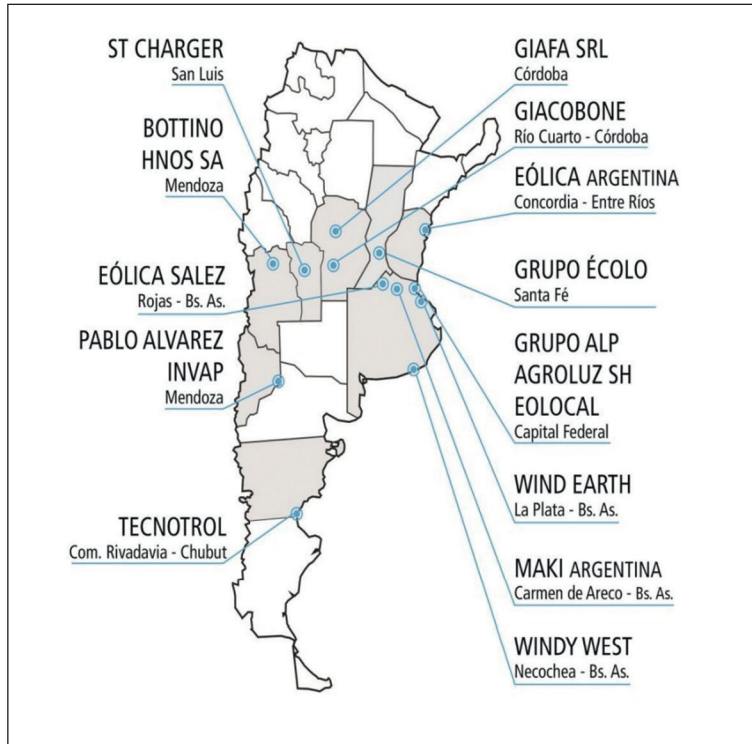 ST CHARGER
San Luis
BOTTINO
HNOS SA
Mendoza
EÓLICA SALEZ
Rojas - Bs. As.
PABLO ALVAREZ
INVAP
Mendoza
TECNOTROL
Com. Rivadavia - Chubut
GIAFA SRL
Córdoba
GIACOBONE
Río Cuarto - Córdoba
EÓLICA ARGENTINA
Concordia - Entre Ríos
GRUPO ÉCOLO
Santa Fé
GRUPO ALP
AGROLUZ SH
EOLOCAL
Capital Federal
WIND EARTH
La Plata - Bs. As.
MAKI ARGENTINA
Carmen de Areco - Bs. As.
WINDY WEST
Necochea - Bs. As.